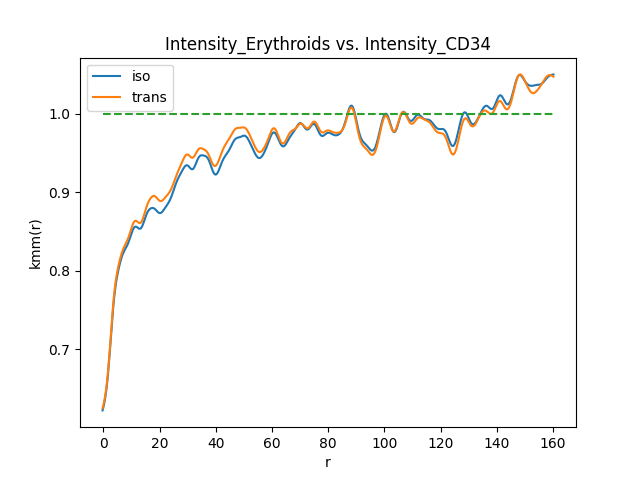 Intensity_Erythroids vs. Intensity_CD34
iso
trans
1.0
0.9
0.8
0.7
kmm(r)
0 20 40 60 80 100 120 140 160
r